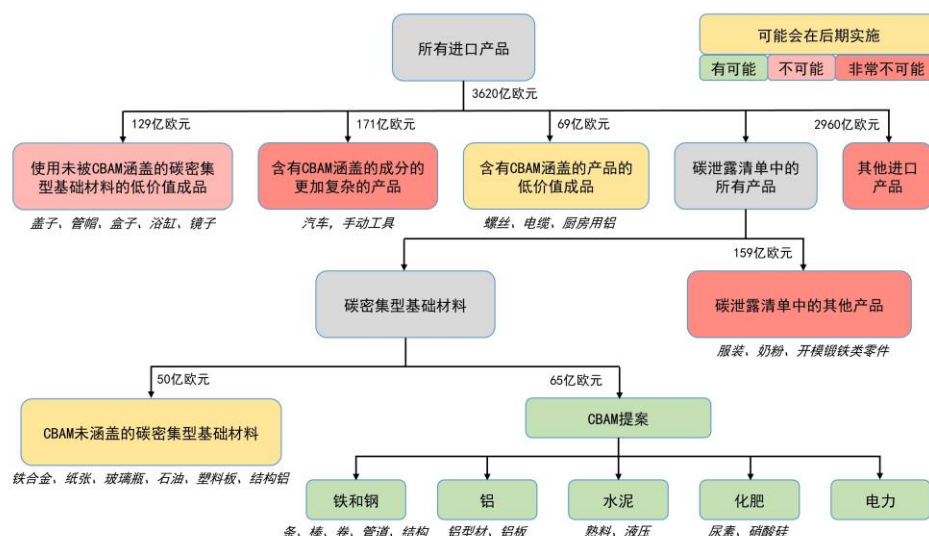 所有进口产品
可能会在后期实施
有可能 不可能 非常不可能
3620亿欧元
129亿欧元
171亿欧元
69亿欧元
2960亿欧元
使用未被CBAM涵盖的碳密集
型基础材料的低价值成品
含有CBAM涵盖的成分的
更加复杂的产品
含有CBAM涵盖的产品的
低价值成品
碳泄露清单中的
所有产品
其他进口
产品
盖子、管帽、盒子、浴缸、镜子
汽车，手动工具
螺丝、电缆、厨房用铝
159亿欧元
碳密集型基础材料
碳泄露清单中的其他产品
服装、奶粉、开模锻铁类零件
50亿欧元
65亿欧元
CBAM未涵盖的碳密集型基础材料
CBAM提案
铁合金、纸张、玻璃瓶、石油、塑料板、结构铝
铁和钢
铝
水泥
化肥
电力
条、棒、卷、管道、结构
铝型材、铝板
熟料、液压
尿素、硝酸硅